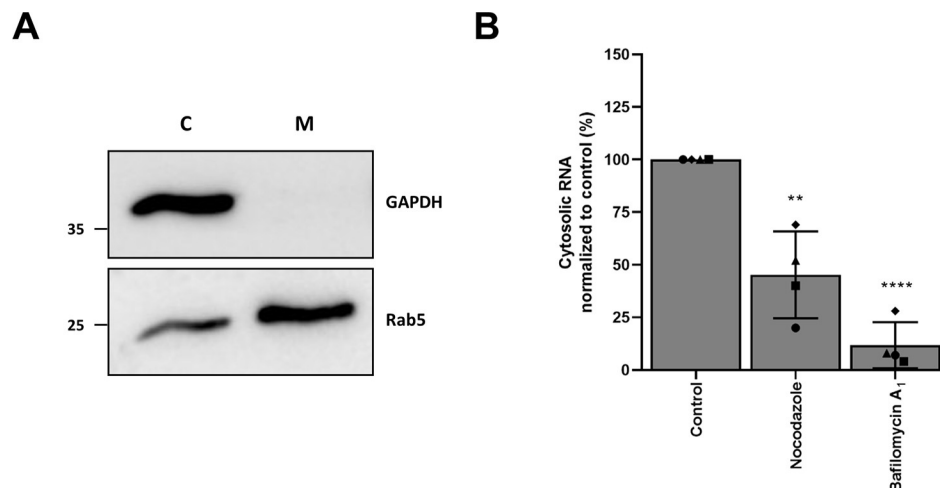 A
B
C M
GAPDH
35
25
Rab5
Cytosolic RNA
normalized to control (%)
150
125
100
75
50
25
0
**
****
Control
Nocodazole
Bafilomycin A1